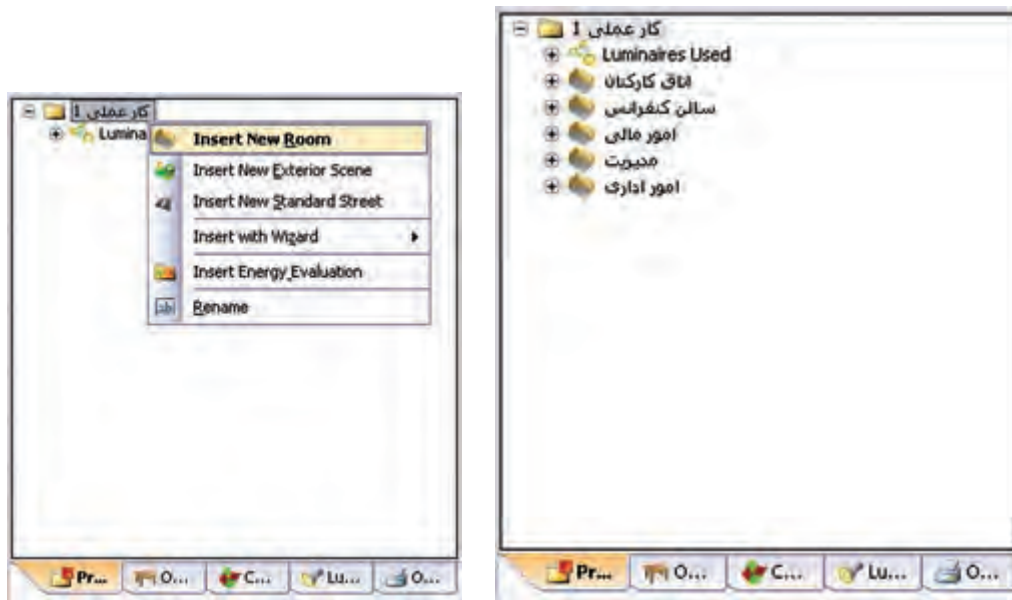 کار عملی 1
Lumina
Insert New Room
Insert New Exterior Scene
Insert New Standard Street
Insert with Wizard
Insert Energy Evaluation
Rename
Pr... O... C... Lu... O...
کار عملی 1
Luminaires Used
اتاق کارکنان
سالن کنفرانس
امور مالی
مدیریت
امور اداری
Pr... O... C... Lu... O...